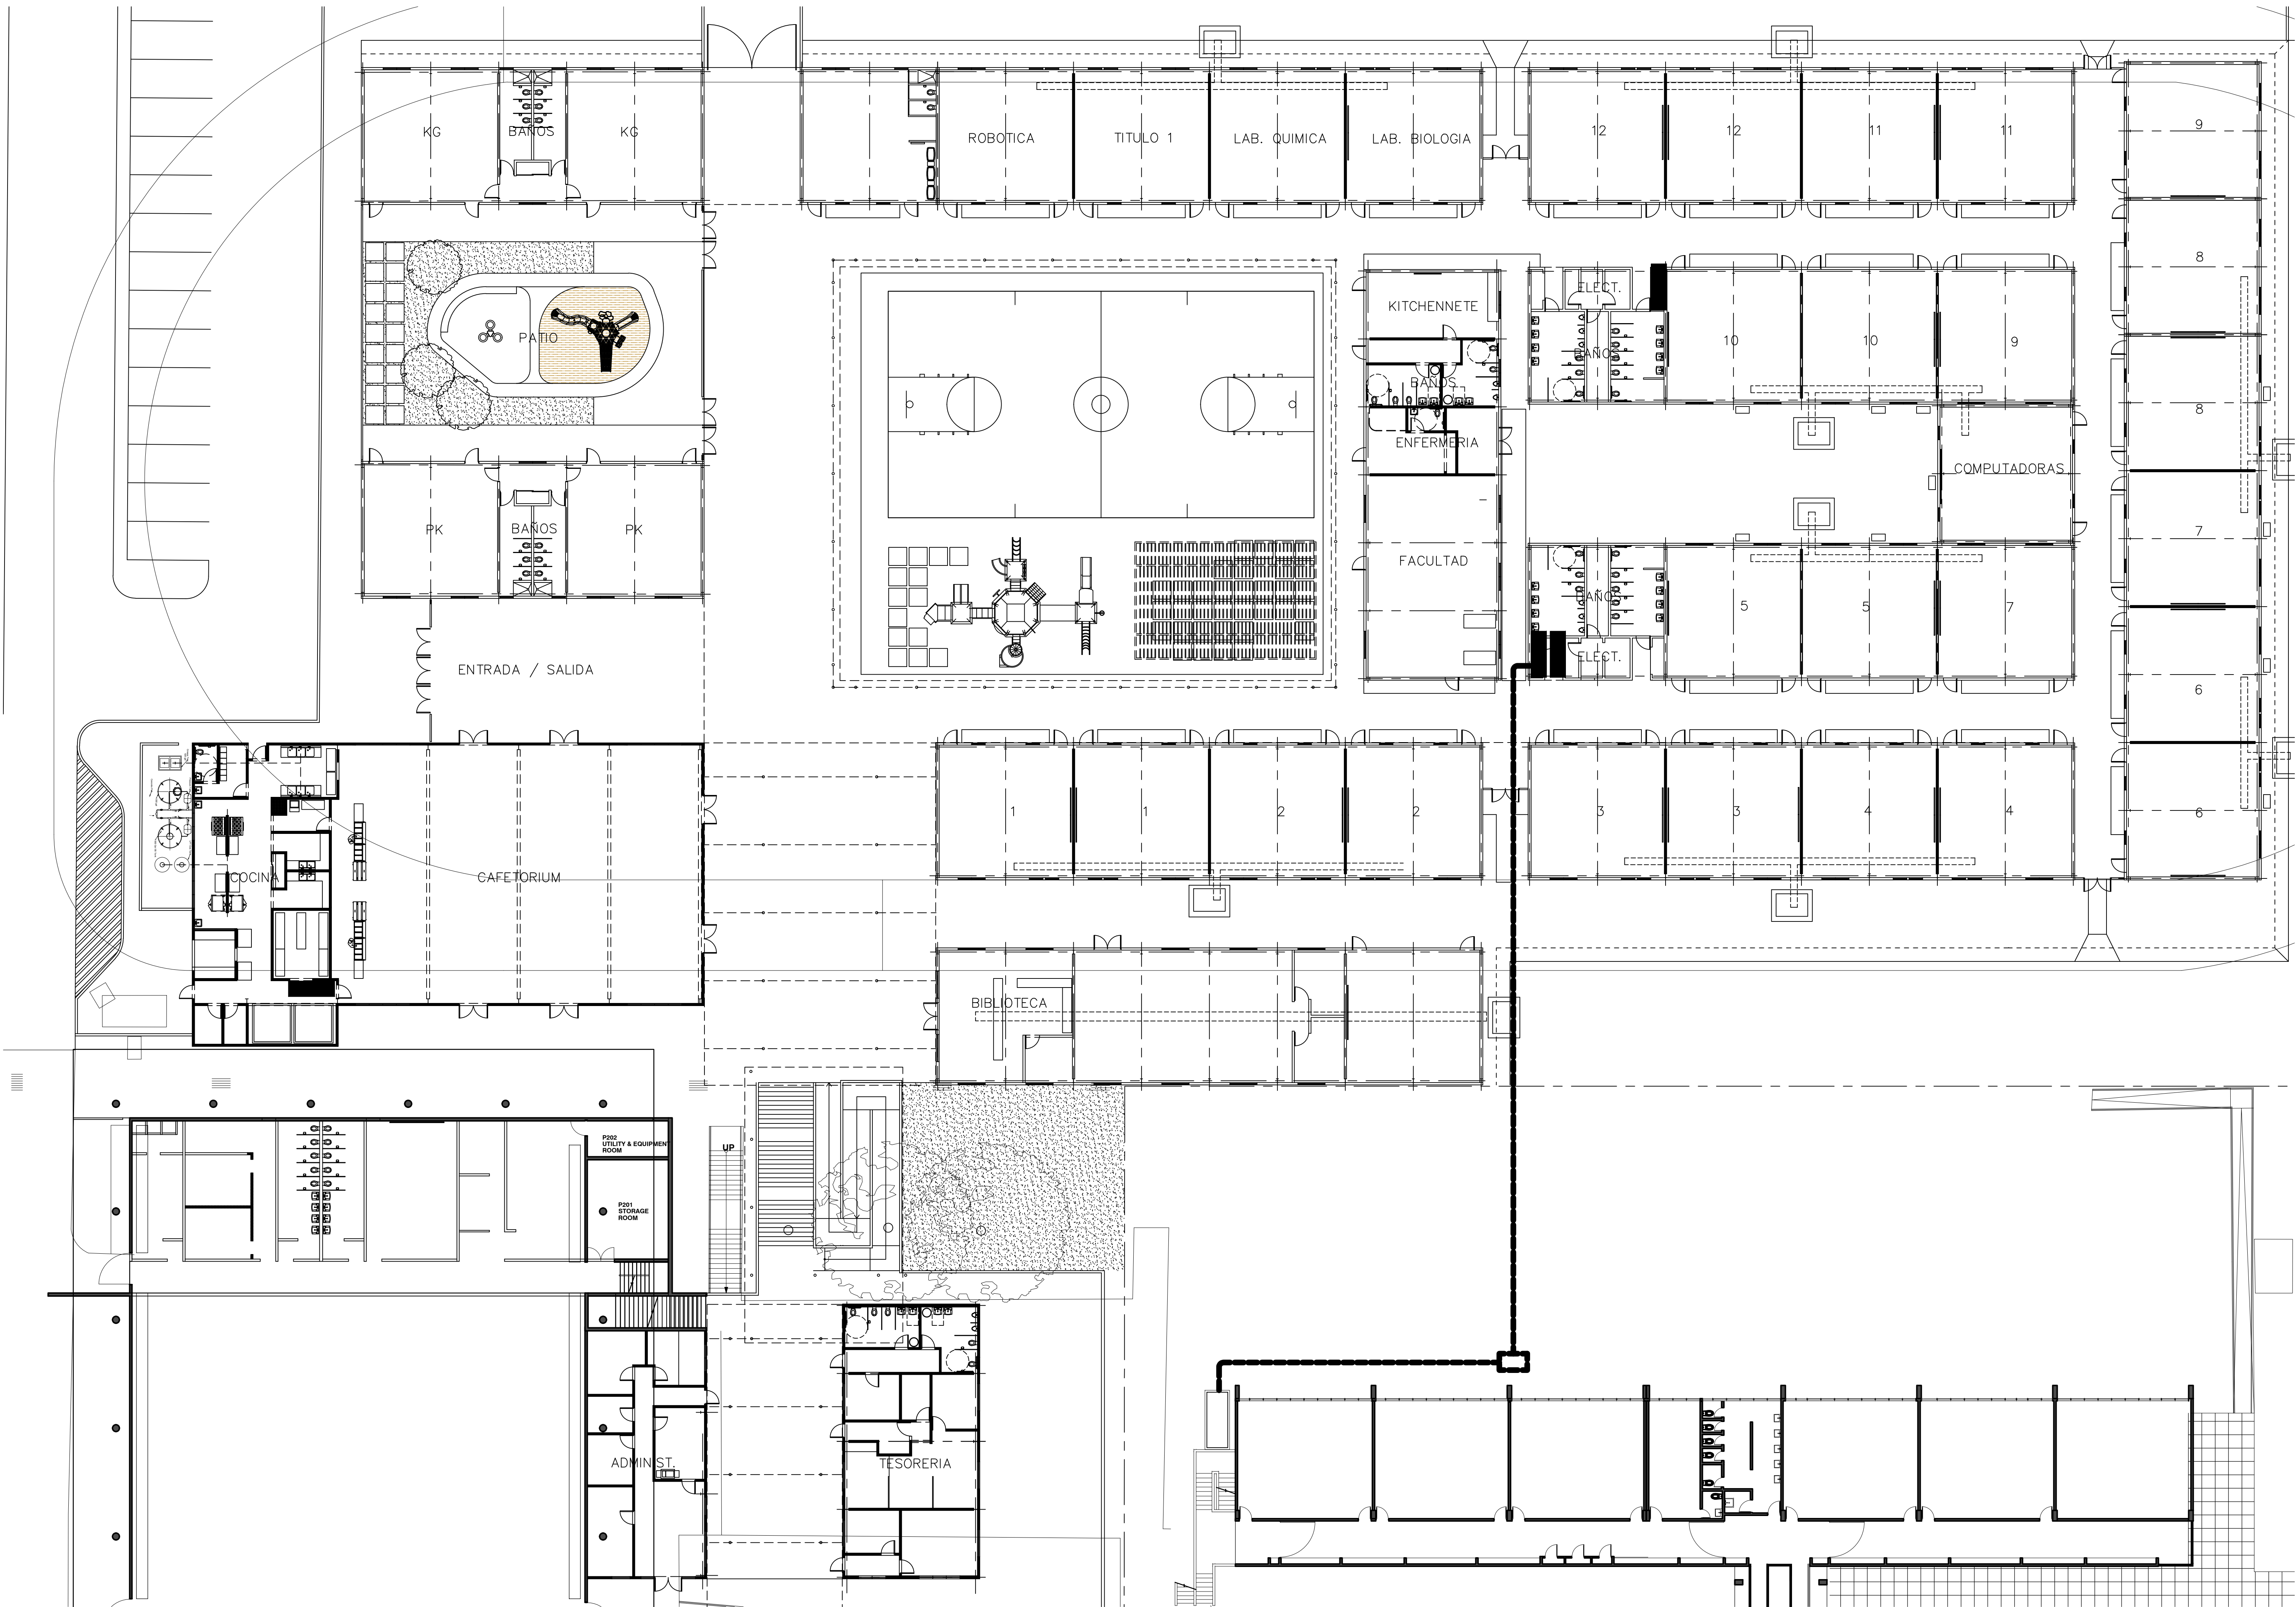 KG
BAÑOS
KG
ROBOTICA
TITULO 1
LAB. QUIMICA
LAB. BIOLOGIA
12
12
11
11
9
8
ELECT.
KITCHENNETE
PATIO
10
10
9
BAÑOS
BAÑOS
8
ENFERMERIA
COMPUTADORAS
PK
BAÑOS
PK
7
FACULTAD
BAÑOS
5
5
7
ELECT.
ENTRADA / SALIDA
6
1
1
2
2
3
3
4
4
6
COCINA
CAFETORIUM
BIBLIOTECA
P202
UTILITY & EQUIPMENT
ROOM
UP
P201
STORAGE
ROOM
ADMINIST.
TESORERIA